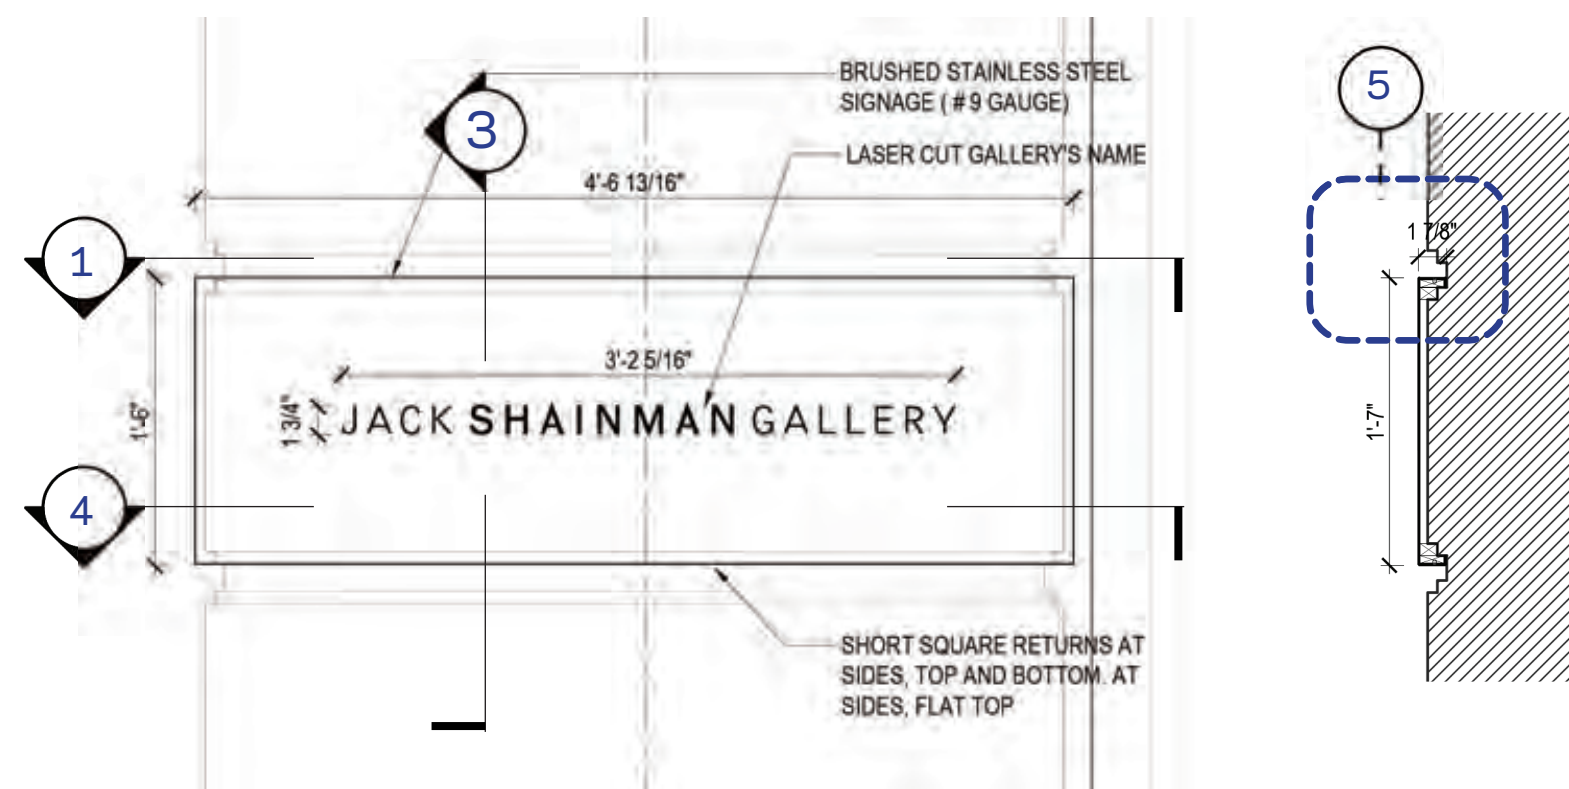 BRUSHED STAINLESS STEEL
SIGNAGE ( # 9 GAUGE)
LASER CUT GALLERY'S NAME
3
4'-6 13/16"
1
3'-2 5/16"
1 3/4"
JACK SHAINMAN GALLERY
1'-6"
4
SHORT SQUARE RETURNS AT
SIDES, TOP AND BOTTOM. AT
SIDES, FLAT TOP
5
1 7/8"
1'-7"